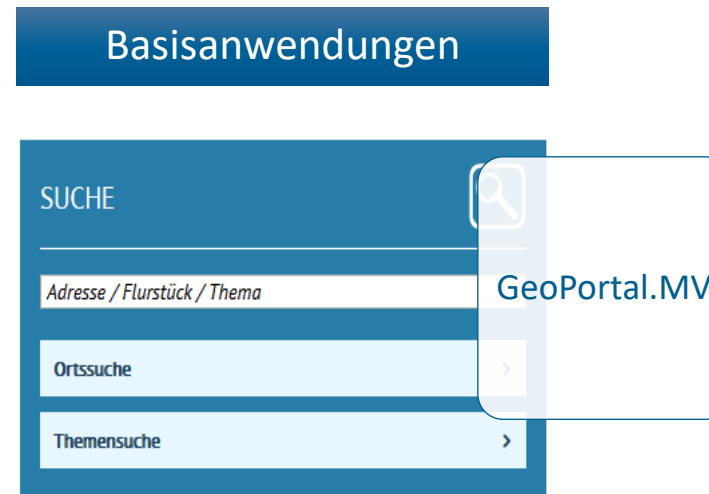 Basisanwendungen
SUCHE
Adresse / Flurstück / Thema
GeoPortal.MV
Ortssuche
Themensuche